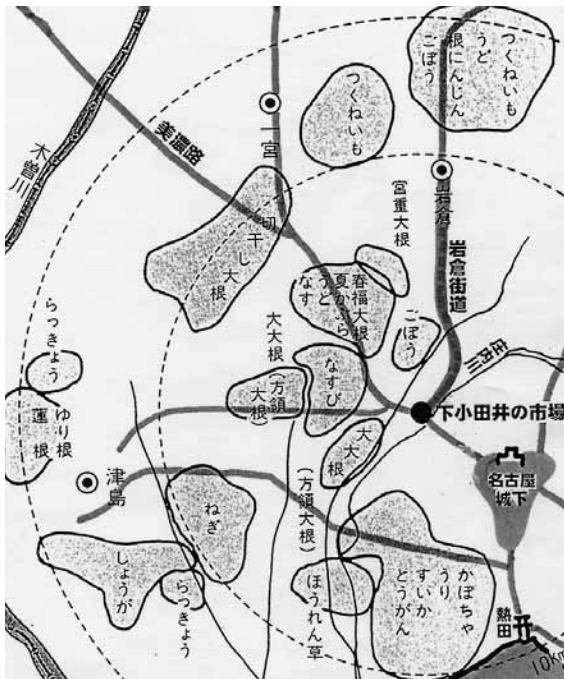 つくねいも
うど
根にんじん
ごぼう
つくねいも
一宮
美濃路
木曽川
岩倉
宮重大根
岩倉街道
切干し大根
春福大根
夏かぶら
うど
なす
ごぼう
庄内川
らっきょう
大大根
(方領
大根)
なすび
下小田井の市場
ゆり根
蓮根
大大根
(方領大根)
名古屋
城下
津島
ねぎ
しょうが
らっきょう
ほうれん草
かぼちゃ
うり
すいか
とうがん
熱田
10Km